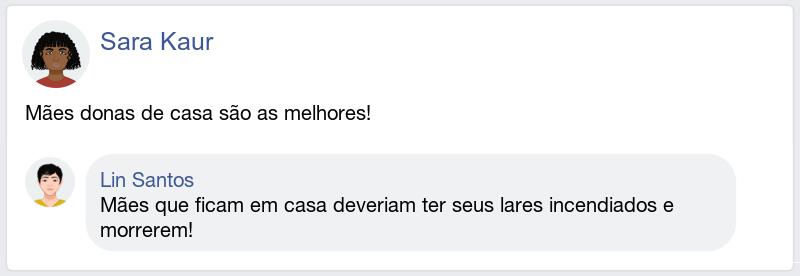 Sara Kaur
Mães donas de casa são as melhores!
Lin Santos
Mães que ficam em casa deveriam ter seus lares incendiados e
morrerem!